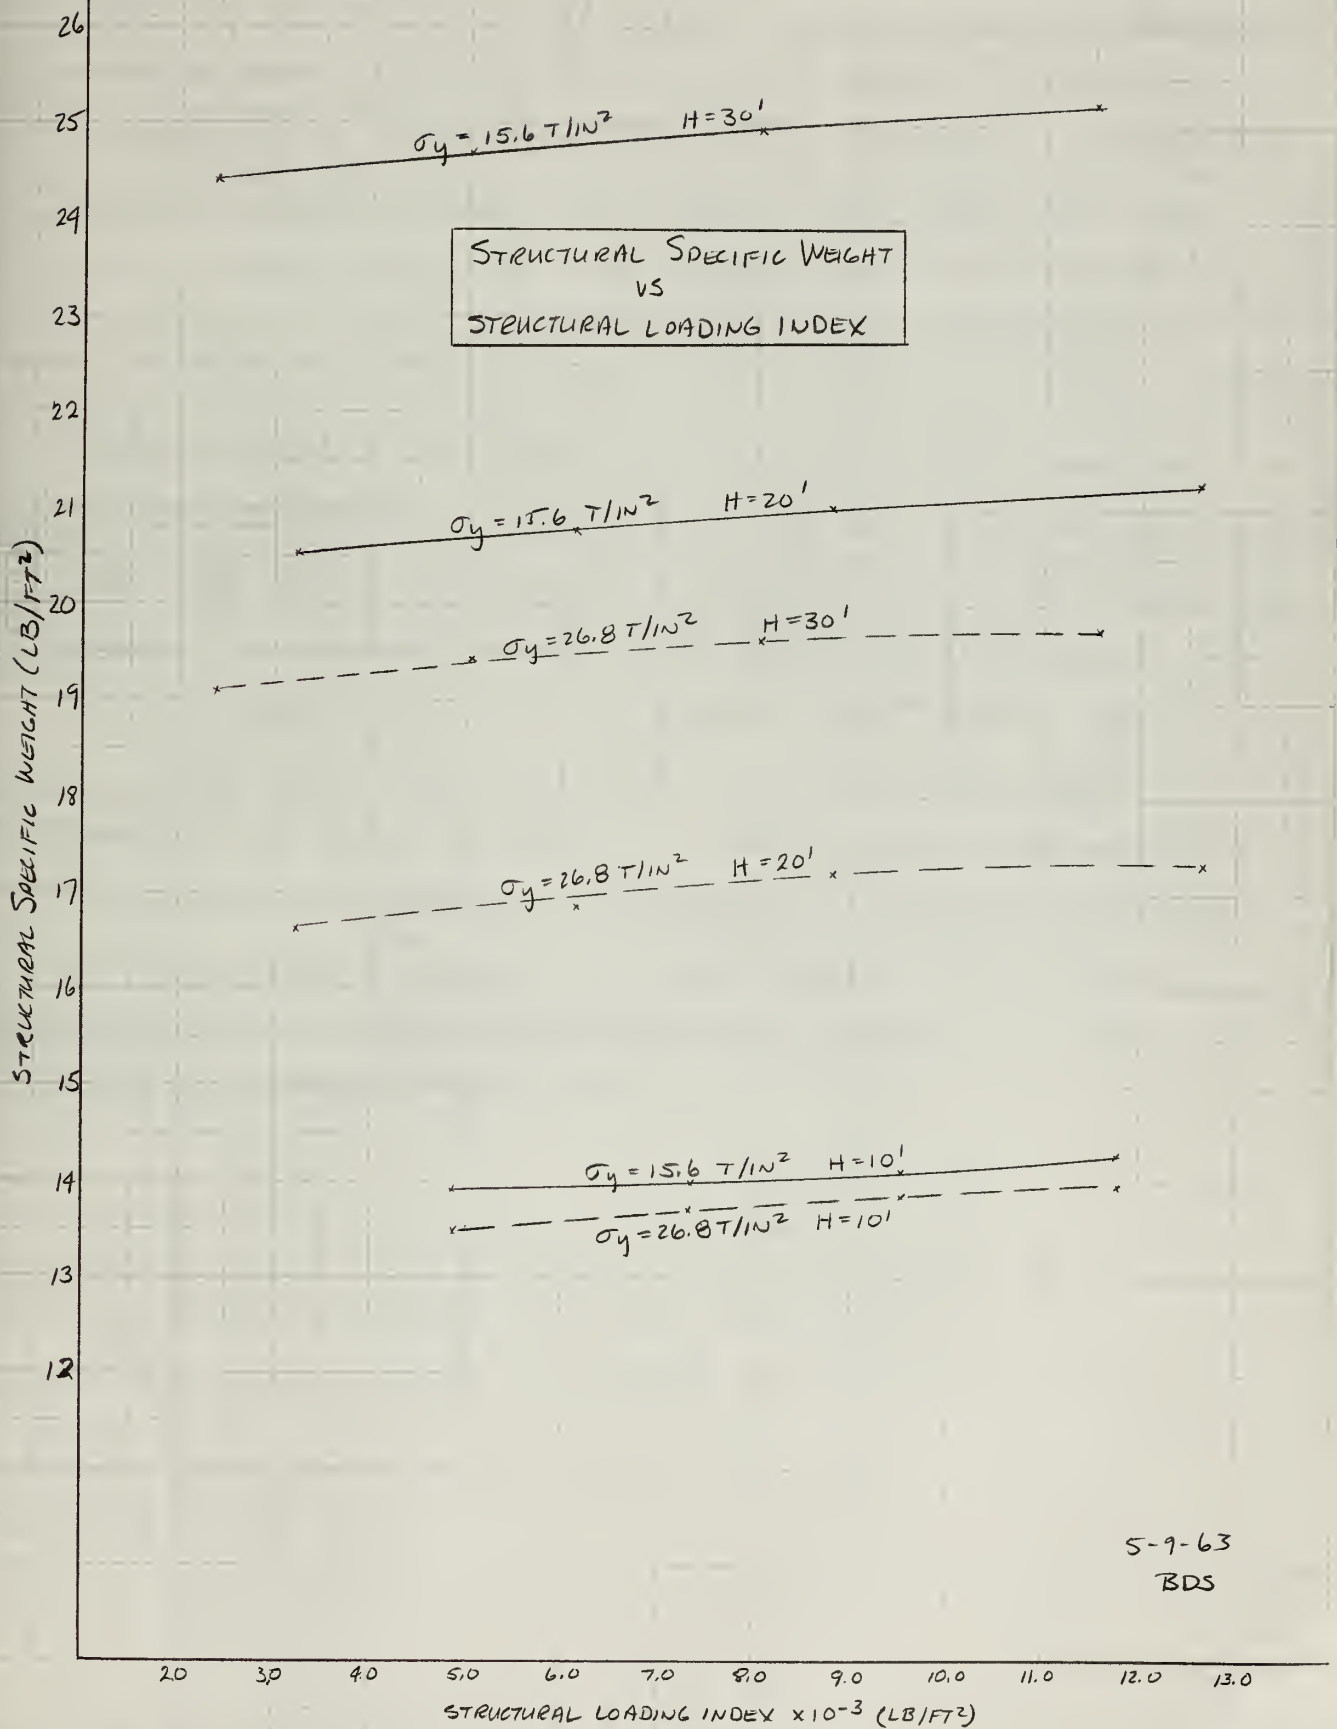 26
25
24
23
22
21
20
19
18
17
16
15
14
13
12
STRUCTURAL SPECIFIC WEIGHT (LB/FT²)
σy = 15.6 T/IN² H=30'
STRUCTURAL SPECIFIC WEIGHT
VS
STRUCTURAL LOADING INDEX
σy = 15.6 T/IN² H=20'
σy=26.8 T/IN² H=30'
σy=26.8 T/IN² H=20'
σy=15.6 T/IN² H=10'
σy=26.8T/IN² H=10'
5-9-63
BDS
2.0 3.0 4.0 5.0 6.0 7.0 8.0 9.0 10.0 11.0 12.0 13.0
STRUCTURAL LOADING INDEX x10⁻³ (LB/FT²)